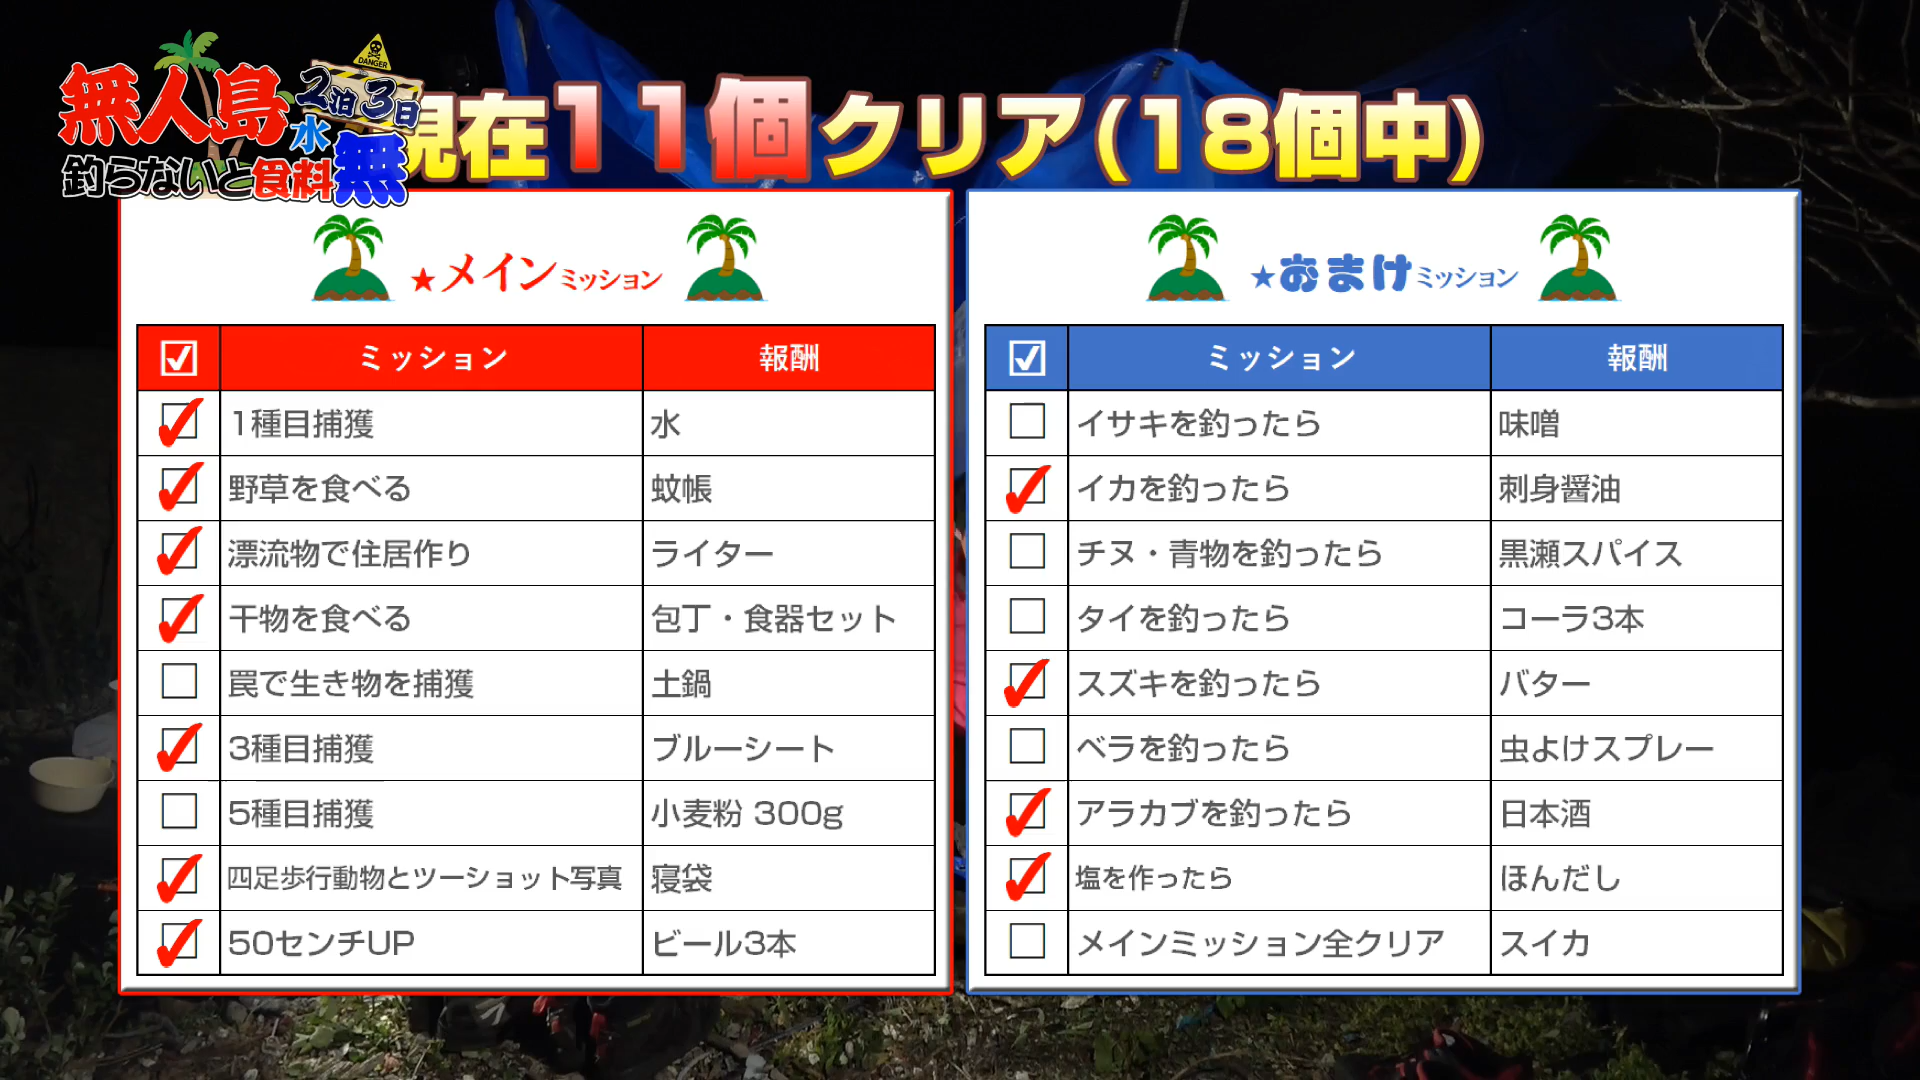 DANGER
無人島 2泊3日
水
釣らないと食料無
現在11個クリア(18個中)
★メインミッション
ミッション 報酬
1種目捕獲 水
野草を食べる 蚊帳
漂流物で住居作り ライター
干物を食べる 包丁・食器セット
罠で生き物を捕獲 土鍋
3種目捕獲 ブルーシート
5種目捕獲 小麦粉 300g
四足歩行動物とツーショット写真 寝袋
50センチUP ビール3本
★おまけミッション
ミッション 報酬
イサキを釣ったら 味噌
イカを釣ったら 刺身醤油
チヌ・青物を釣ったら 黒瀬スパイス
タイを釣ったら コーラ3本
スズキを釣ったら バター
ベラを釣ったら 虫よけスプレー
アラカブを釣ったら 日本酒
塩を作ったら ほんだし
メインミッション全クリア スイカ